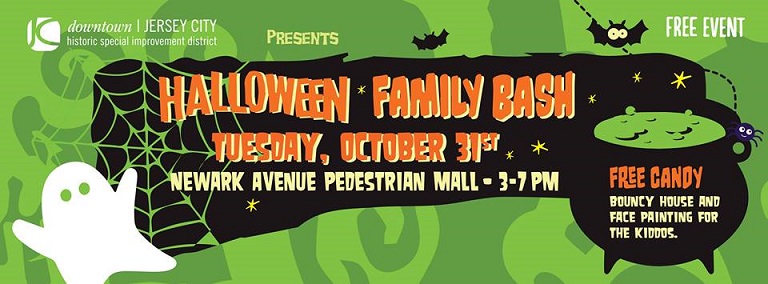 JC
downtown | JERSEY CITY
historic special improvement district
PRESENTS
FREE EVENT
HALLOWEEN FAMILY BASH
TUESDAY, OCTOBER 31ST
NEWARK AVENUE PEDESTRIAN MALL - 3-7 PM
FREE CANDY
BOUNCY HOUSE AND
FACE PAINTING FOR
THE KIDDOS.